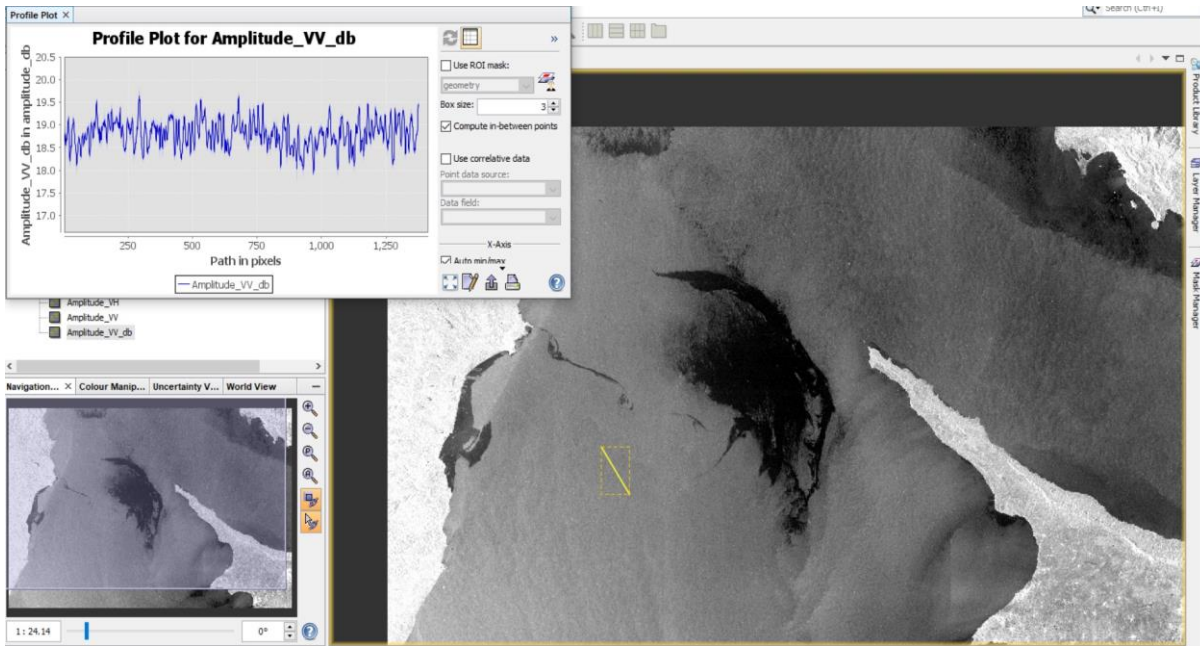 Profile Plot ×
Search (Ctrl+I)
Profile Plot for Amplitude_VV_db
Amplitude_VV_db in amplitude_db
20.5
20.0
19.5
19.0
18.5
18.0
17.5
17.0
250
500
750
1,000
1,250
Path in pixels
Amplitude_VV_db
»
Use ROI mask:
geometry
Box size:
3
Compute in-between points
Use correlative data
Point data source:
Data field:
X-Axis
Auto min/max
Amplitude_VH
Amplitude_VV
Amplitude_VV_db
Navigation... ×
Colour Manip...
Uncertainty V...
World View
1 : 24.14
0°
Product Library
Layer Manager
Mask Manager